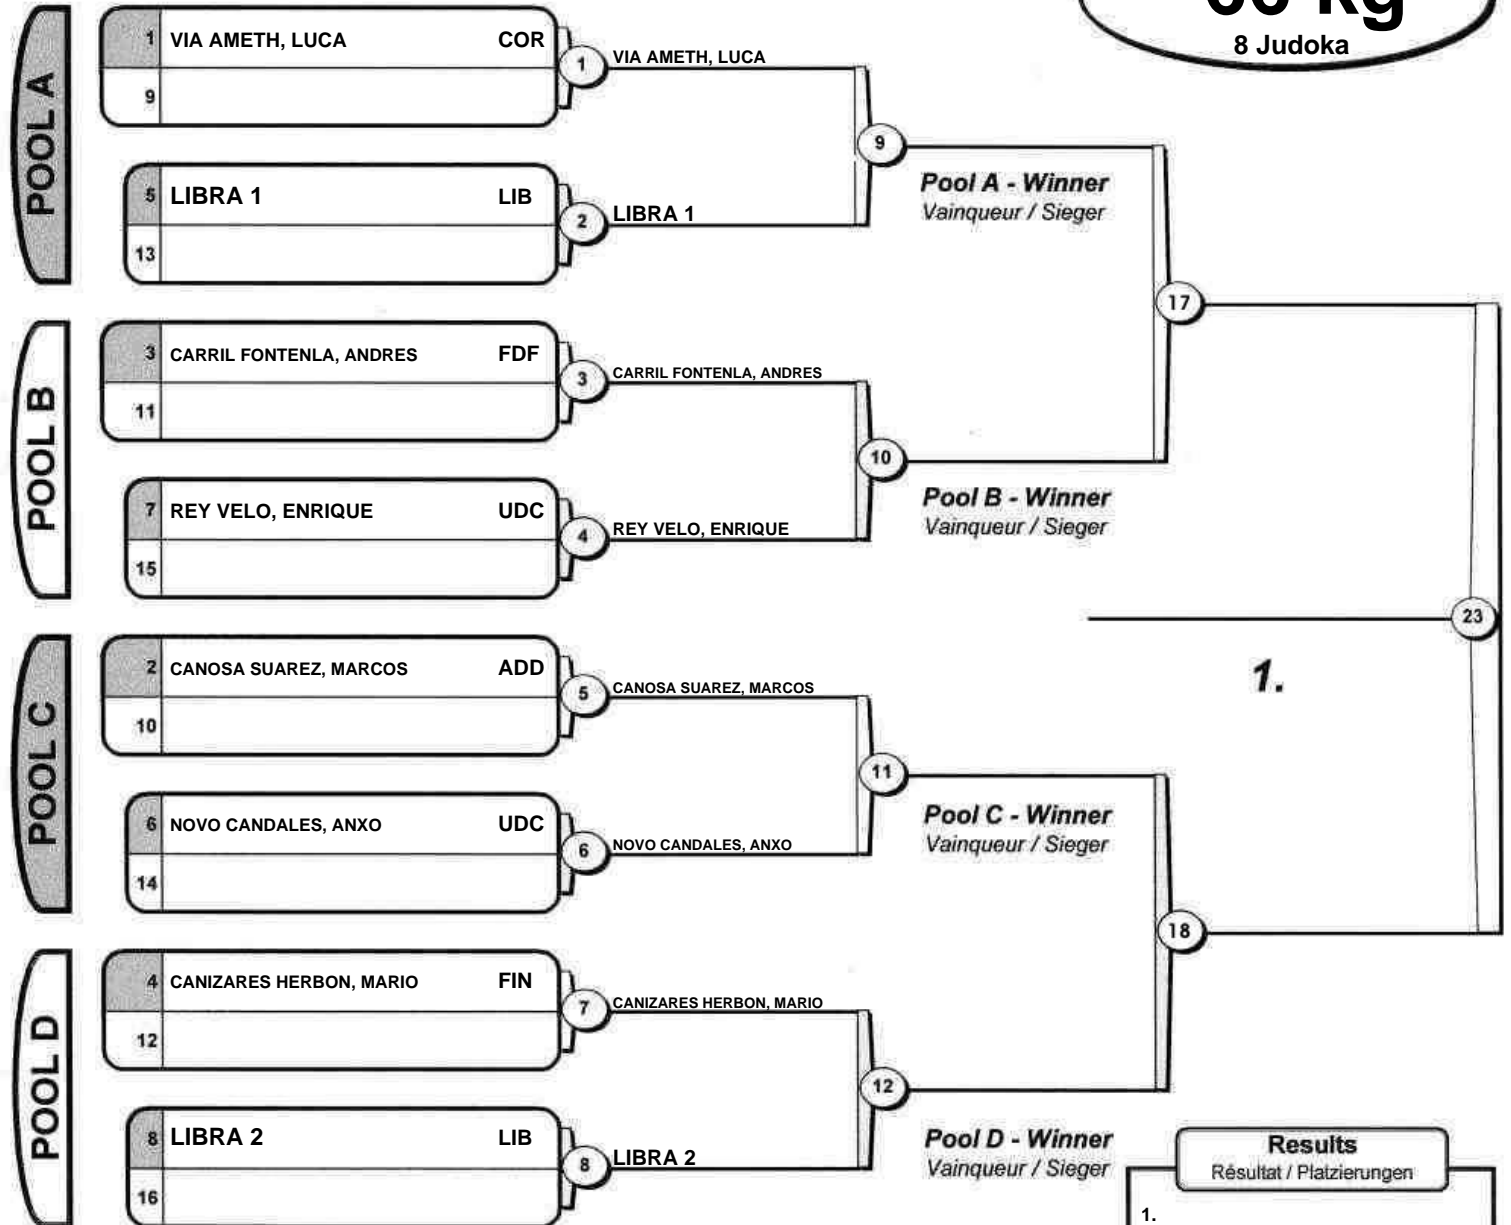 kg
8 Judoka
POOL A
1 VIA AMETH, LUCA COR
9
1 VIA AMETH, LUCA
5 LIBRA 1 LIB
13
2 LIBRA 1
9
Pool A - Winner
Vainqueur / Sieger
17
POOL B
3 CARRIL FONTENLA, ANDRES FDF
11
3 CARRIL FONTENLA, ANDRES
7 REY VELO, ENRIQUE UDC
15
4 REY VELO, ENRIQUE
10
Pool B - Winner
Vainqueur / Sieger
23
1.
POOL C
2 CANOSA SUAREZ, MARCOS ADD
10
5 CANOSA SUAREZ, MARCOS
6 NOVO CANDALES, ANXO UDC
14
6 NOVO CANDALES, ANXO
11
Pool C - Winner
Vainqueur / Sieger
18
POOL D
4 CANIZARES HERBON, MARIO FIN
12
7 CANIZARES HERBON, MARIO
8 LIBRA 2 LIB
16
8 LIBRA 2
12
Pool D - Winner
Vainqueur / Sieger
Results
Résultat / Platzierungen
1.